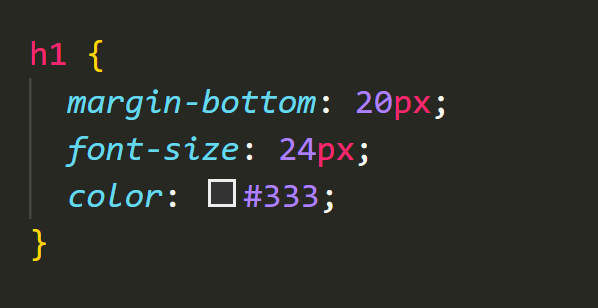 h1 {
  margin-bottom: 20px;
  font-size: 24px;
  color: #333;
}